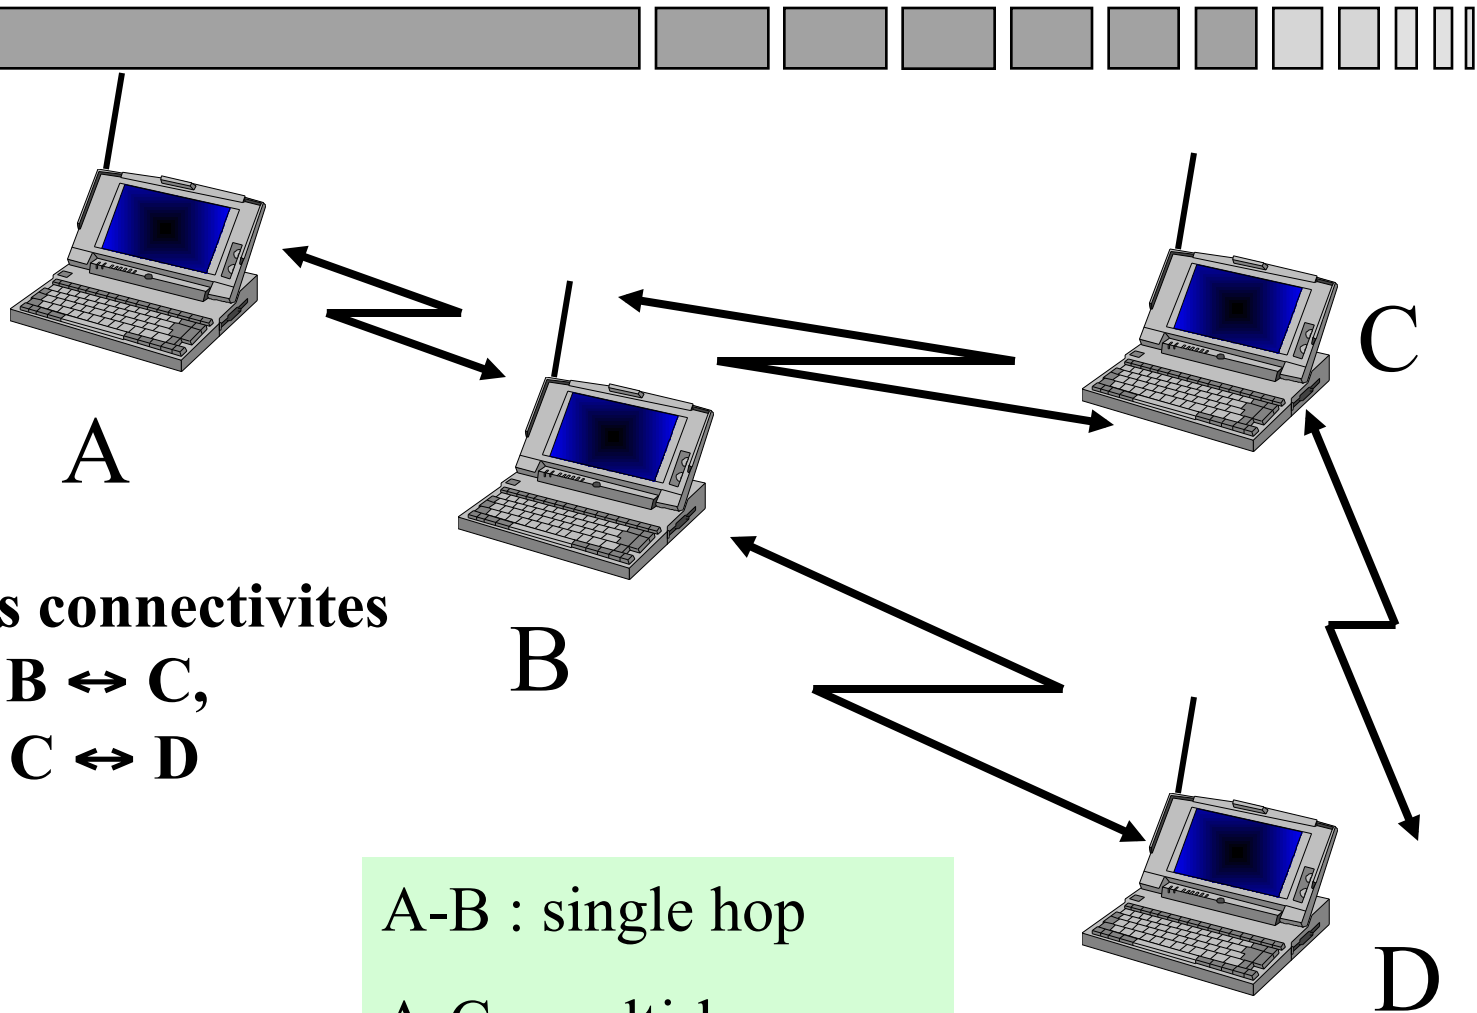 A
C
B
s connectivites
B ↔ C,
C ↔ D
A-B : single hop
D